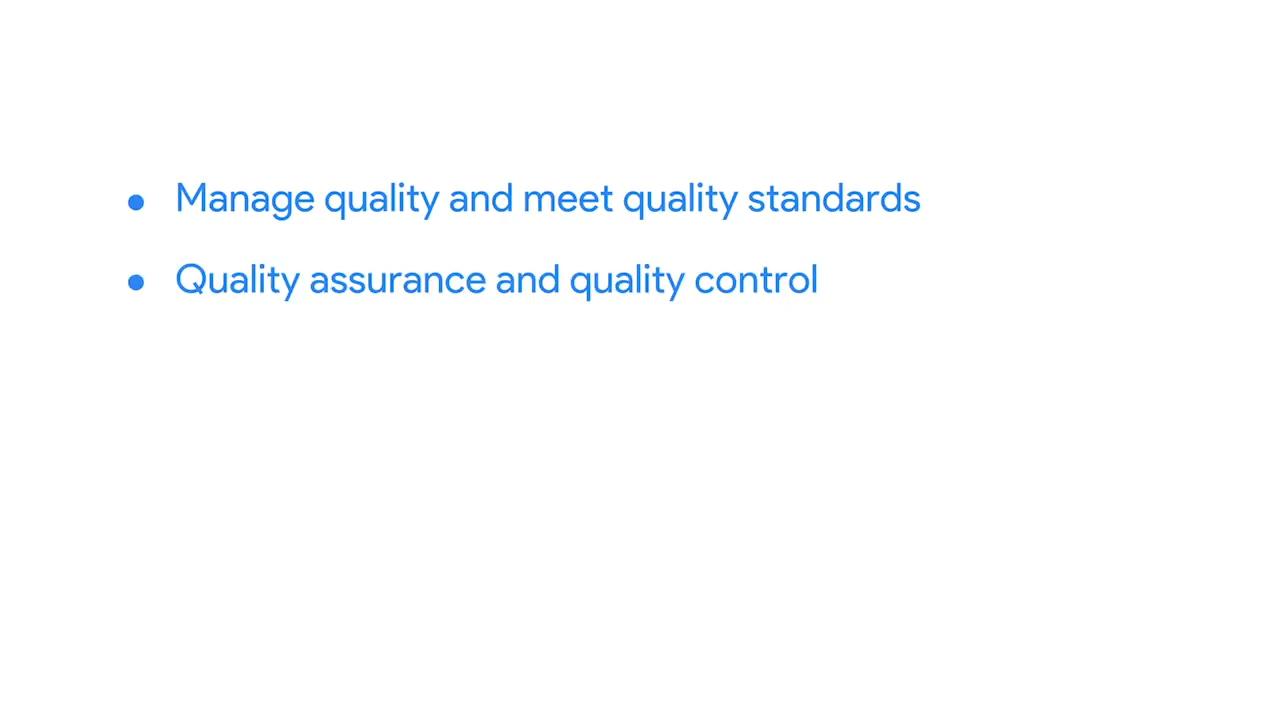 • Manage quality and meet quality standards
• Quality assurance and quality control